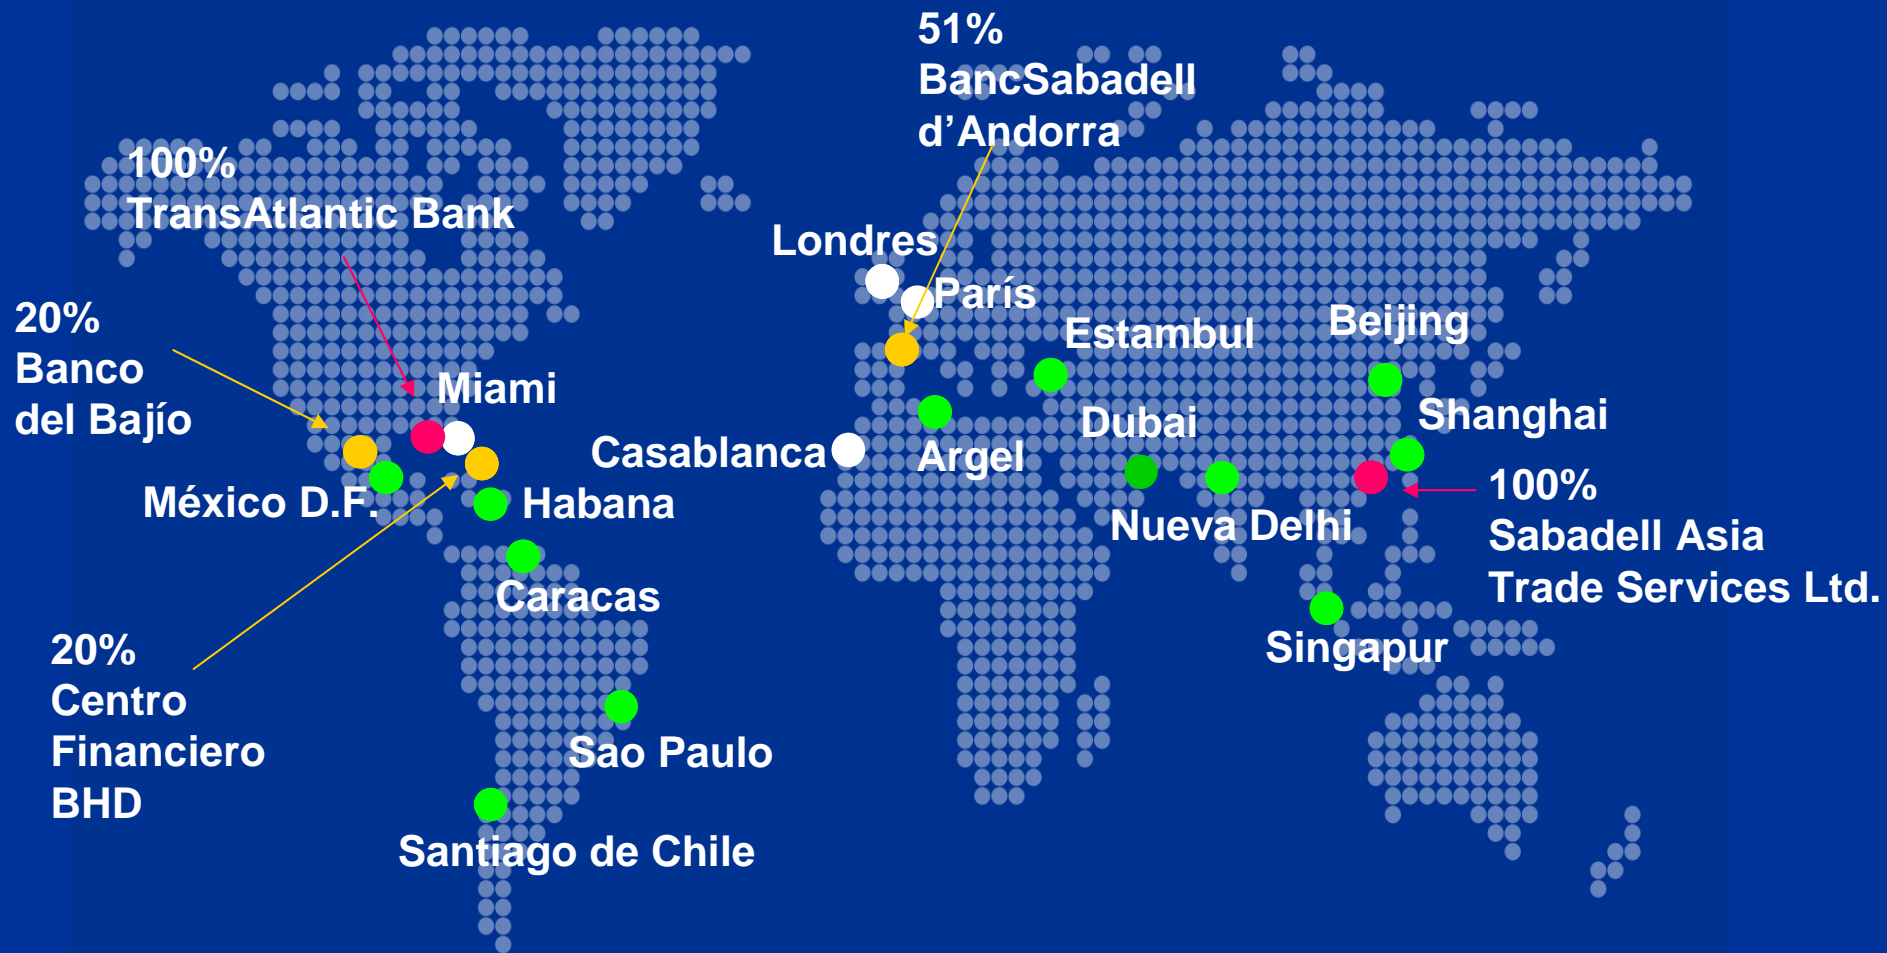 51%
BancSabadell
d’Andorra
100%
TransAtlantic Bank
Londres
París
20%
Banco
del Bajío
Estambul
Beijing
Miami
Shanghai
Dubai
Casablanca
Argel
México D.F.
Habana
Nueva Delhi
100%
Sabadell Asia
Trade Services Ltd.
Caracas
Singapur
20%
Centro
Financiero
BHD
Sao Paulo
Santiago de Chile